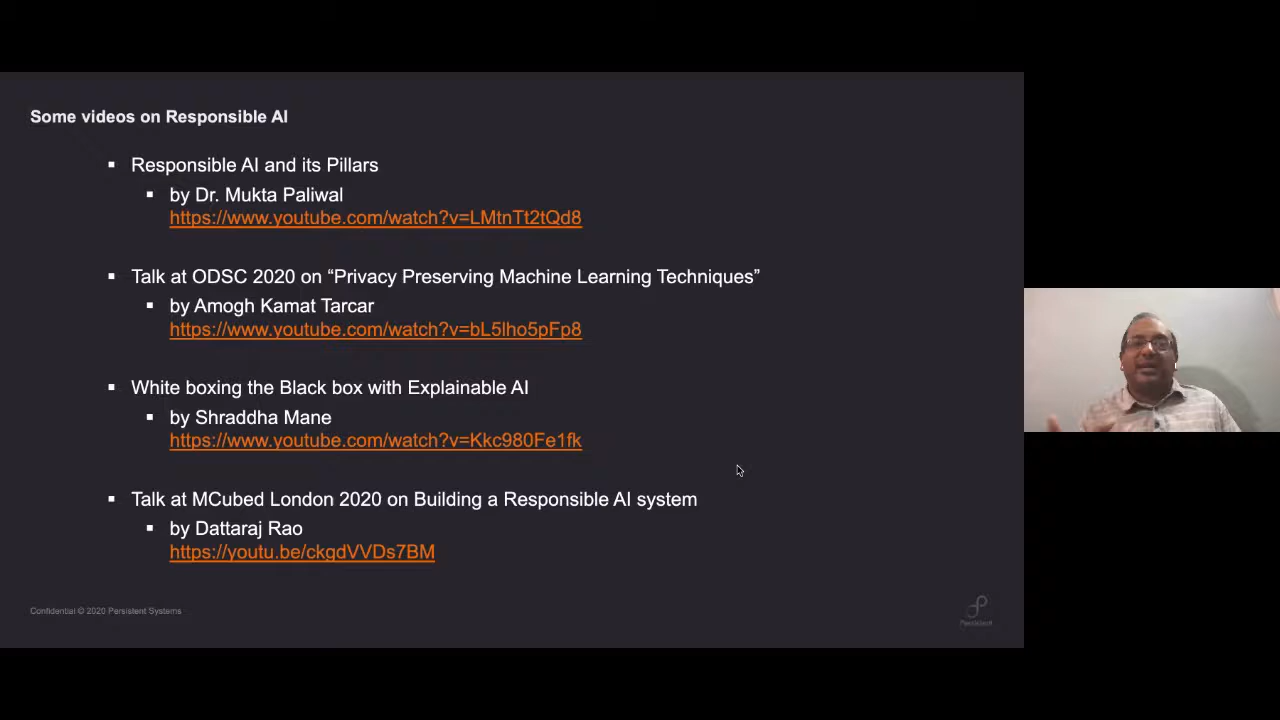 Some videos on Responsible AI
▪ Responsible AI and its Pillars
▪ by Dr. Mukta Paliwal
https://www.youtube.com/watch?v=LMtnTt2tQd8
▪ Talk at ODSC 2020 on “Privacy Preserving Machine Learning Techniques”
▪ by Amogh Kamat Tarcar
https://www.youtube.com/watch?v=bL5lho5pFp8
▪ White boxing the Black box with Explainable AI
▪ by Shraddha Mane
https://www.youtube.com/watch?v=Kkc980Fe1fk
▪ Talk at MCubed London 2020 on Building a Responsible AI system
▪ by Dattaraj Rao
https://youtu.be/ckgdVVDs7BM
Confidential © 2020 Persistent Systems
Persistent